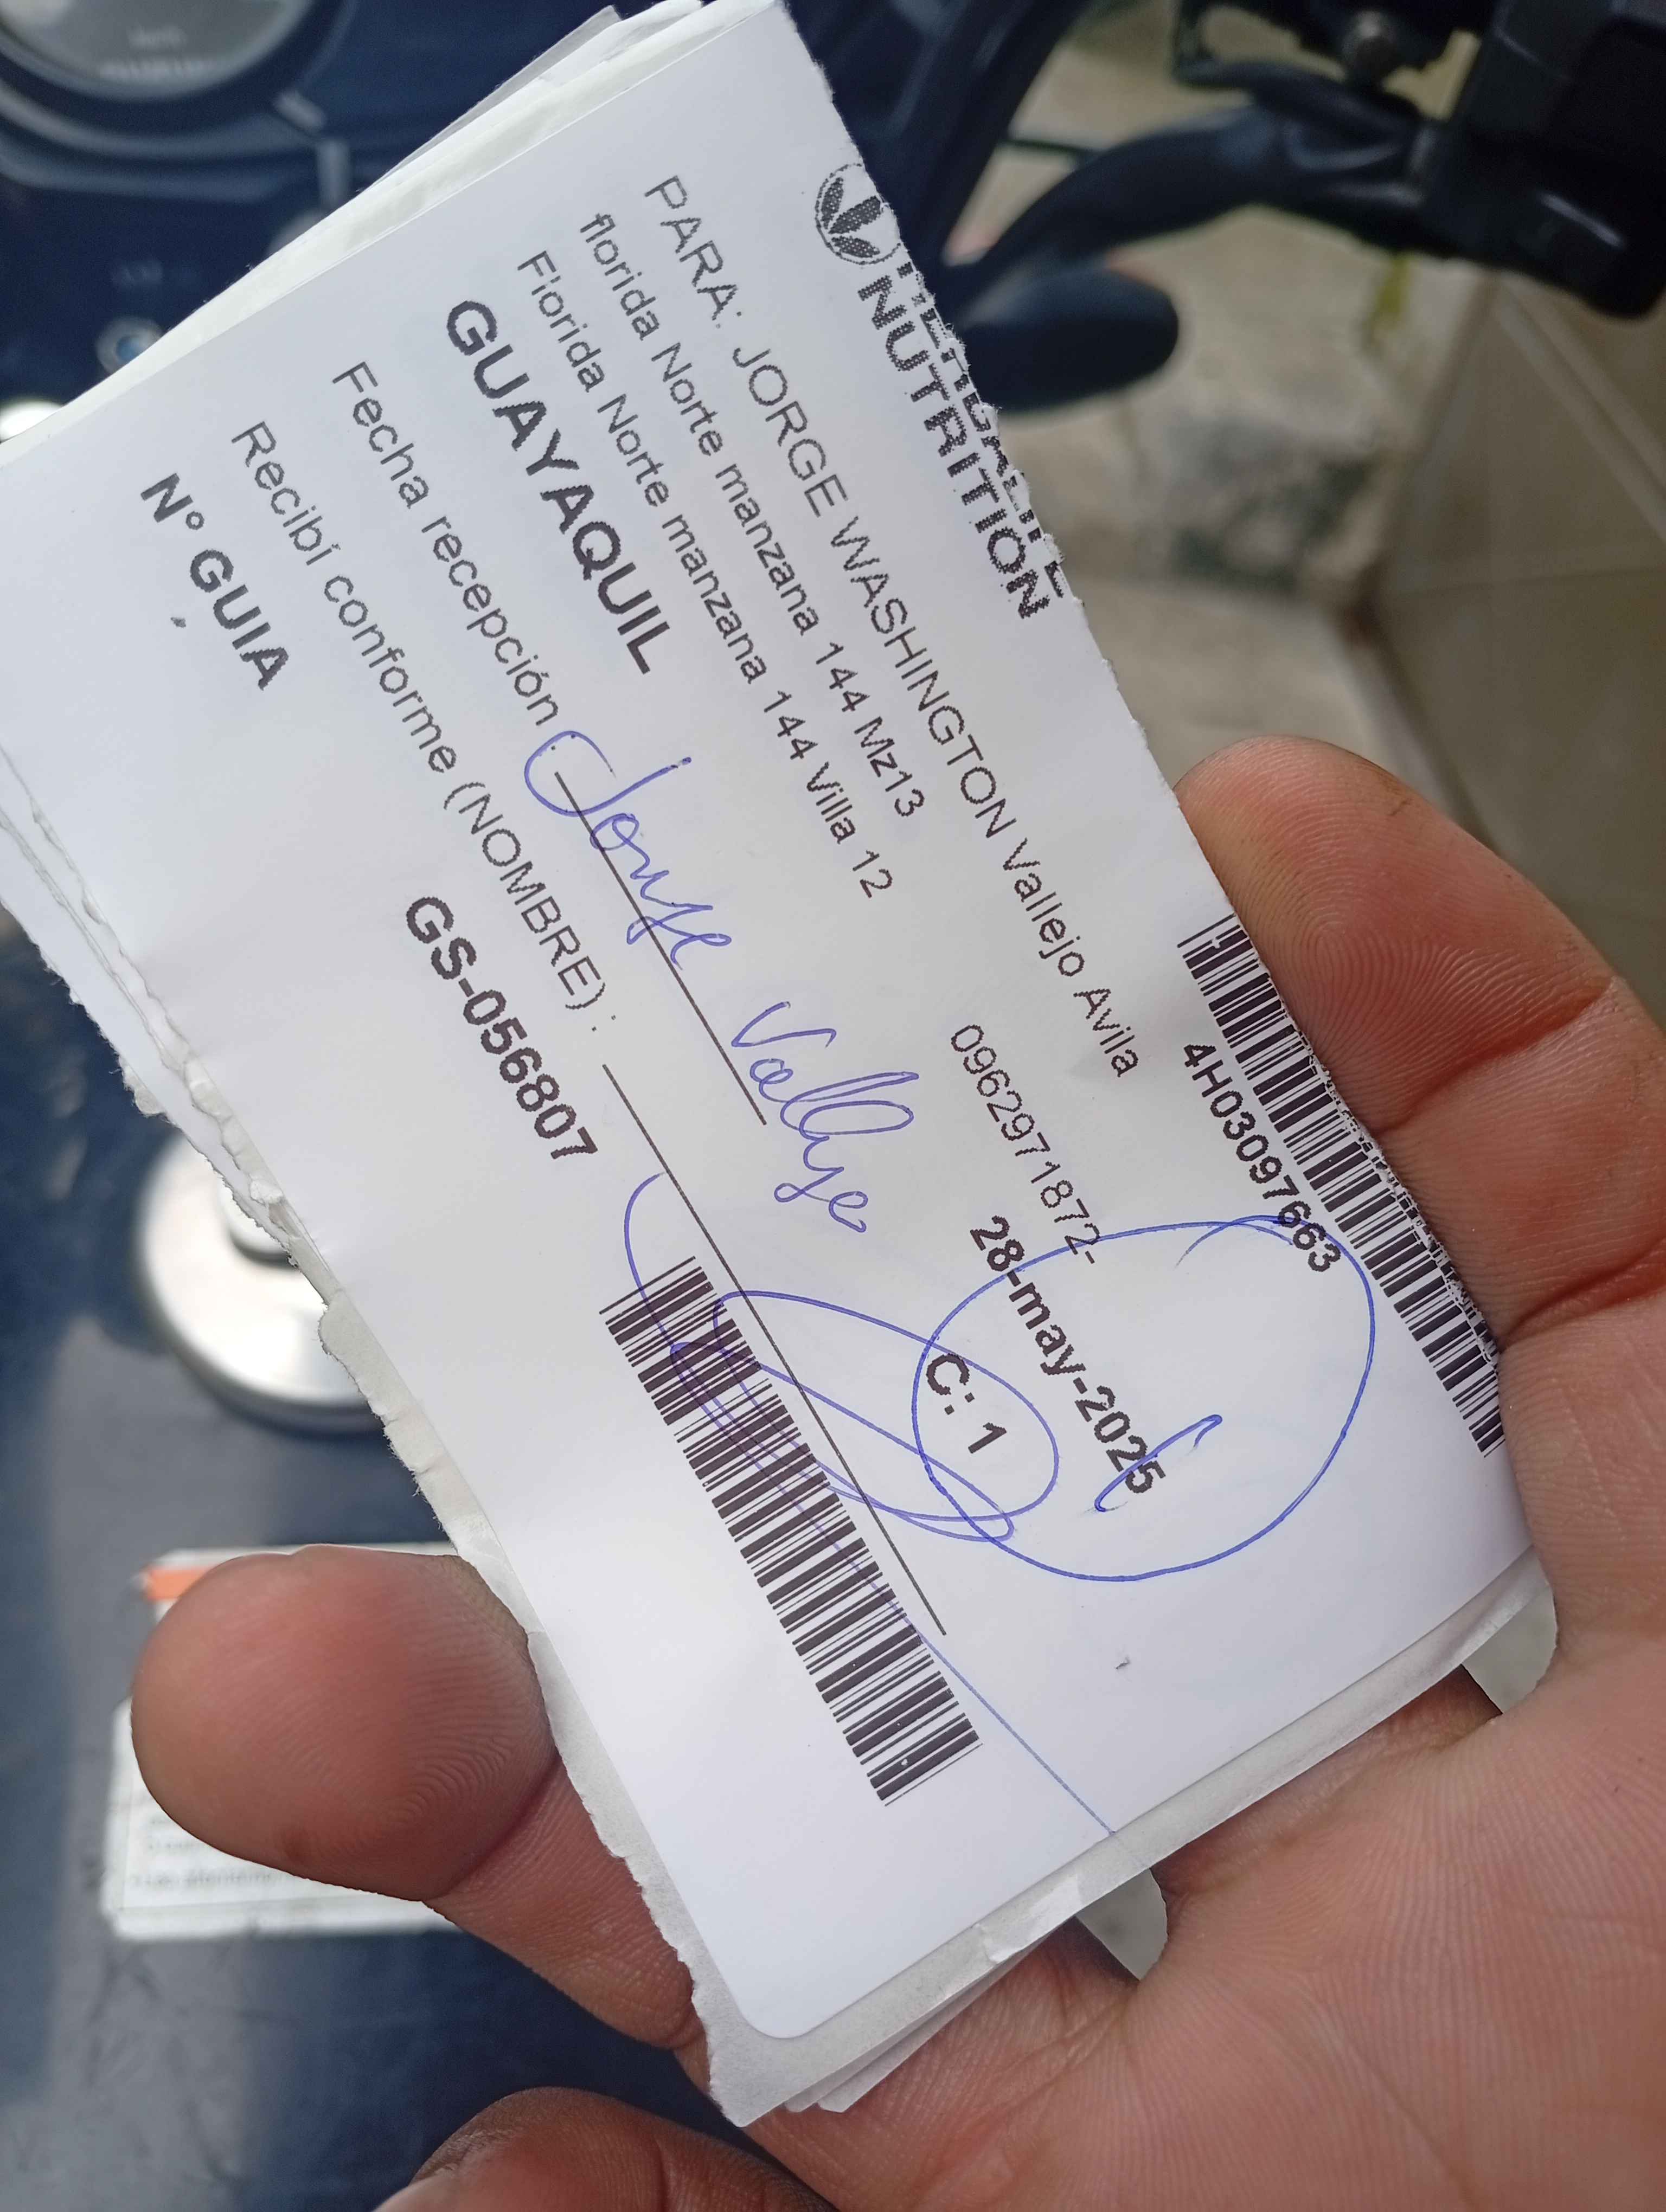 HERBALIFE
NUTRITION
4H03097663
PARA: JORGE WASHINGTON Vallejo Avila
florida Norte manzana 144 Mz13
0962971872-
Florida Norte manzana 144 Villa 12
28-may-2025
GUAYAQUIL
C: 1
Fecha recepción Jorge Vallejo
Recibí conforme (NOMBRE) :
N° GUIA GS-056807